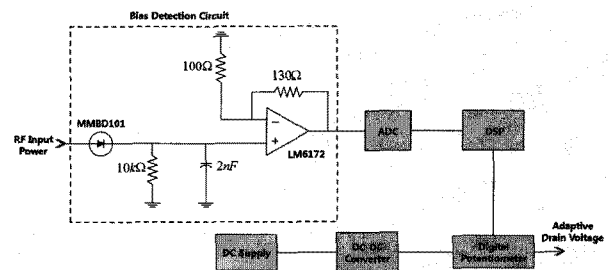 Bias Detection Circuit
100Ω
130Ω
MMBD101
RF Input
Power
−
+
LM6172
10kΩ
2nF
ADC
DSP
Adaptive
Drain Voltage
DC Supply
DC-DC
Converter
Digital
Potentiometer